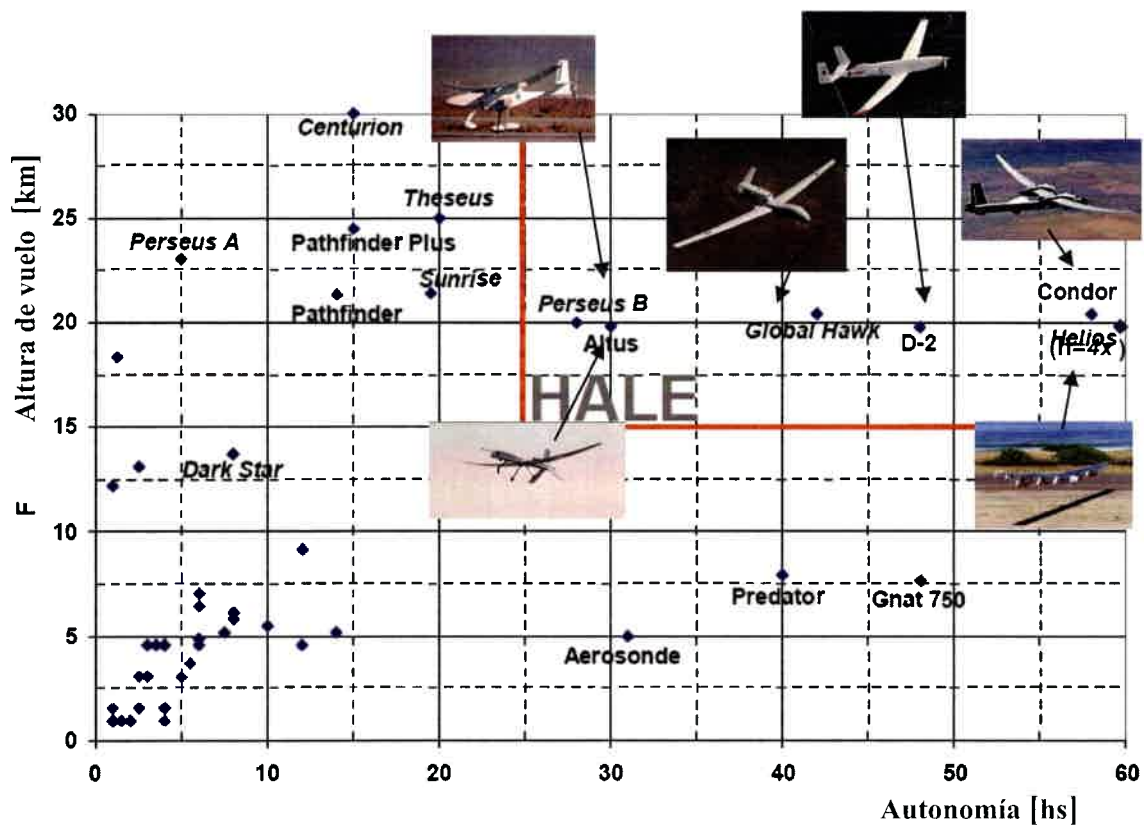 Altura de vuelo [km]
F
30
25
20
15
10
5
0
Centurion
Theseus
Perseus A
Pathfinder Plus
Sunrise
Pathfinder
Perseus B
Altus
Global Hawk
D-2
Condor
Helios
HALE
Dark Star
Predator
Gnat 750
Aerosonde
0 10 20 30 40 50 60
Autonomía [hs]